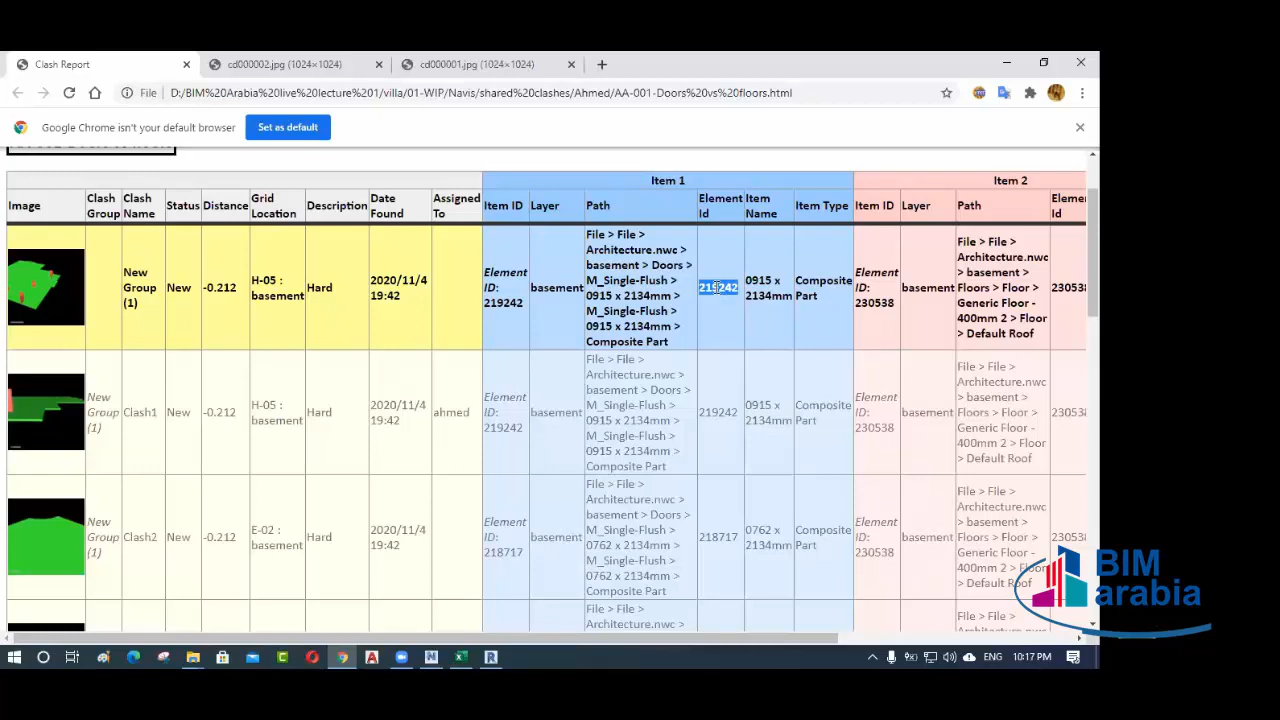 Clash Report
cd000002.jpg (1024×1024)
cd000001.jpg (1024×1024)
File
D:/BIM%20Arabia%20live%20lecture%201/villa/01-WIP/Navis/shared%20clashes/Ahmed/AA-001-Doors%20vs%20floors.html
Google Chrome isn't your default browser
Set as default
Item 1
Item 2
Image
Clash
Group
Clash
Name
Status
Distance
Grid
Location
Description
Date
Found
Assigned
To
Item ID
Layer
Path
Element
Id
Item
Name
Item Type
Item ID
Layer
Path
Elemen
Id
New
Group
(1)
New
-0.212
H-05 :
basement
Hard
2020/11/4
19:42
Element
ID:
219242
basement
File > File >
Architecture.nwc >
basement > Doors >
M_Single-Flush >
0915 x 2134mm >
M_Single-Flush >
0915 x 2134mm >
Composite Part
219242
0915 x
2134mm
Composite
Part
Element
ID:
230538
basement
File > File >
Architecture.nwc
> basement >
Floors > Floor >
Generic Floor -
400mm 2 > Floor
> Default Roof
230538
New
Group
(1)
Clash1
New
-0.212
H-05 :
basement
Hard
2020/11/4
19:42
ahmed
Element
ID:
219242
basement
File > File >
Architecture.nwc >
basement > Doors >
M_Single-Flush >
0915 x 2134mm >
M_Single-Flush >
0915 x 2134mm >
Composite Part
219242
0915 x
2134mm
Composite
Part
Element
ID:
230538
basement
File > File >
Architecture.nwc
> basement >
Floors > Floor >
Generic Floor -
400mm 2 > Floor
> Default Roof
230538
New
Group
(1)
Clash2
New
-0.212
E-02 :
basement
Hard
2020/11/4
19:42
Element
ID:
218717
basement
File > File >
Architecture.nwc >
basement > Doors >
M_Single-Flush >
0762 x 2134mm >
M_Single-Flush >
0762 x 2134mm >
Composite Part
218717
0762 x
2134mm
Composite
Part
Element
ID:
230538
basement
File > File >
Architecture.nwc
> basement >
Floors > Floor >
Generic Floor -
400mm 2 > Floor
> Default Roof
230538
File > File >
Architecture.nwc >
File > File >
BIM
arabia
ENG
10:17 PM